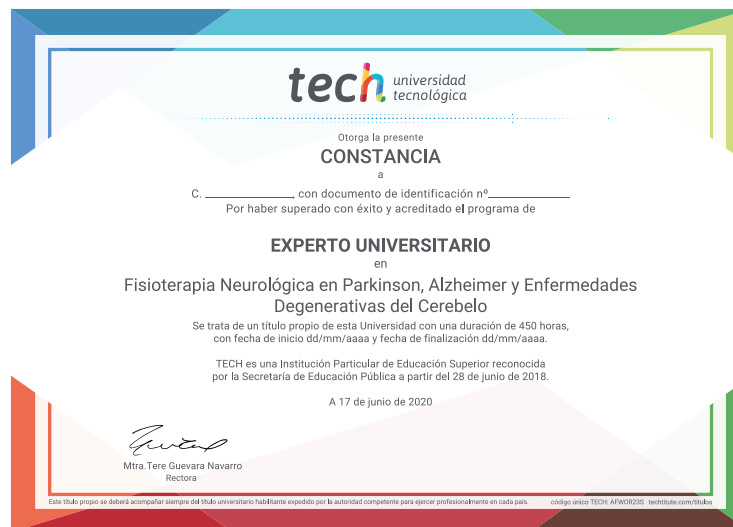 tech universidad
tecnológica
Otorga la presente
CONSTANCIA
a
C. ____________, con documento de identificación nº____________
Por haber superado con éxito y acreditado el programa de
EXPERTO UNIVERSITARIO
en
Fisioterapia Neurológica en Parkinson, Alzheimer y Enfermedades
Degenerativas del Cerebelo
Se trata de un título propio de esta Universidad con una duración de 450 horas,
con fecha de inicio dd/mm/aaaa y fecha de finalización dd/mm/aaaa.
TECH es una Institución Particular de Educación Superior reconocida
por la Secretaría de Educación Pública a partir del 28 de junio de 2018.
A 17 de junio de 2020
Mtra.Tere Guevara Navarro
Rectora
Este título propio se deberá acompañar siempre del título universitario habilitante expedido por la autoridad competente para ejercer profesionalmente en cada país. código único TECH: AFWOR23S techtitute.com/titulos